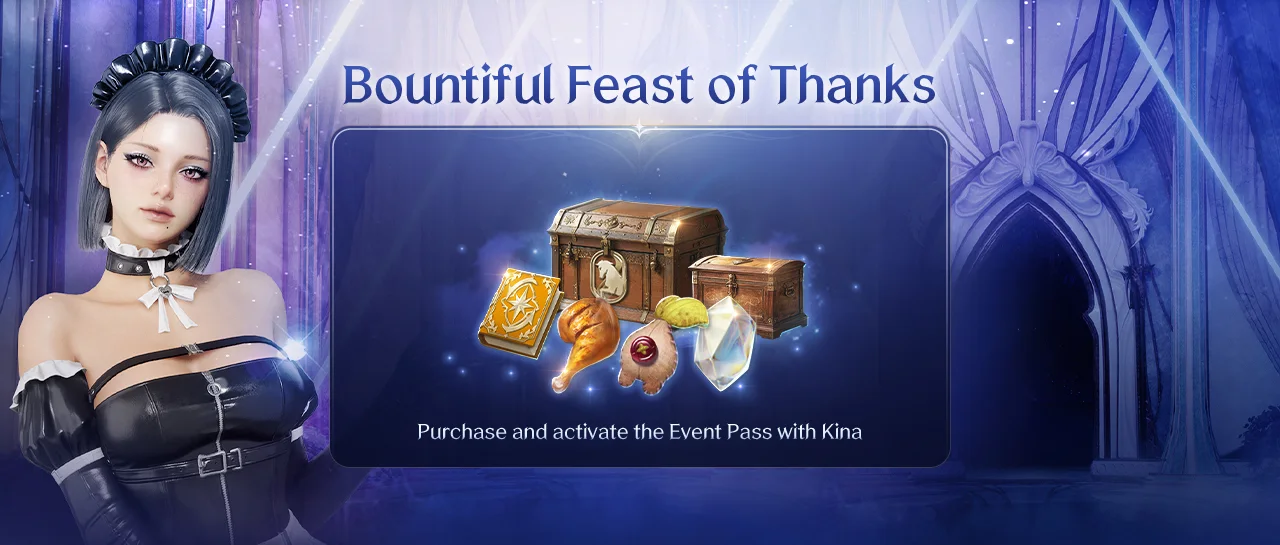 Bountiful Feast of Thanks
Purchase and activate the Event Pass with Kina